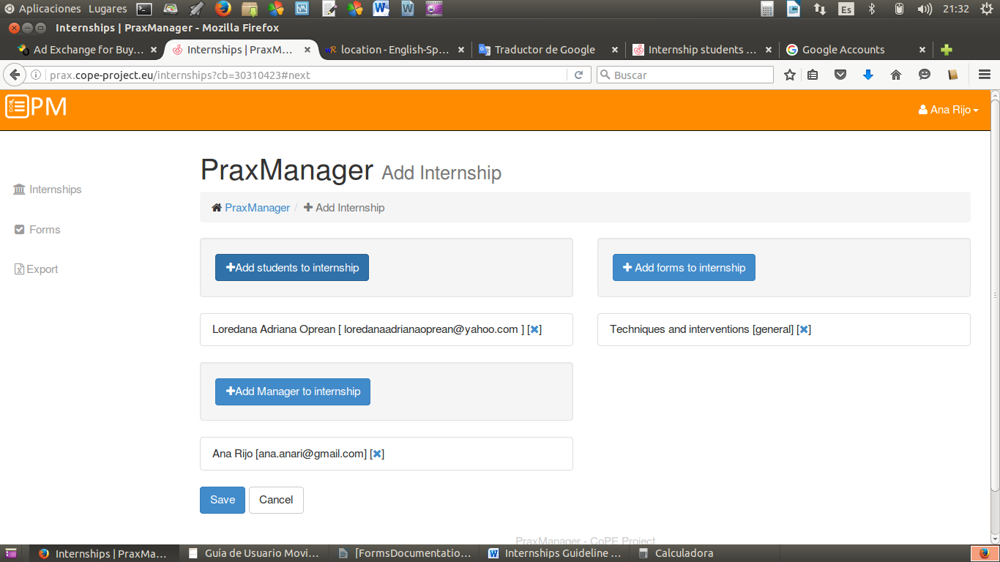 Aplicaciones Lugares Es 21:32
Internships | PraxManager - Mozilla Firefox
Ad Exchange for Buy... Internships | PraxM... location - English-Sp... Traductor de Google Internship students ... Google Accounts
prax.cope-project.eu/internships?cb=30310423#next Buscar
PM Ana Rijo
PraxManager Add Internship
Internships
PraxManager / Add Internship
Forms
Export
Add students to internship
Add forms to internship
Loredana Adriana Oprean [ loredanaadrianaoprean@yahoo.com ] [×]
Techniques and interventions [general] [×]
Add Manager to internship
Ana Rijo [ana.anari@gmail.com] [×]
Save Cancel
PraxManager - CoPE Project
Internships | PraxMa... Guía de Usuario Movi... [FormsDocumentatio... Internships Guideline ... Calculadora